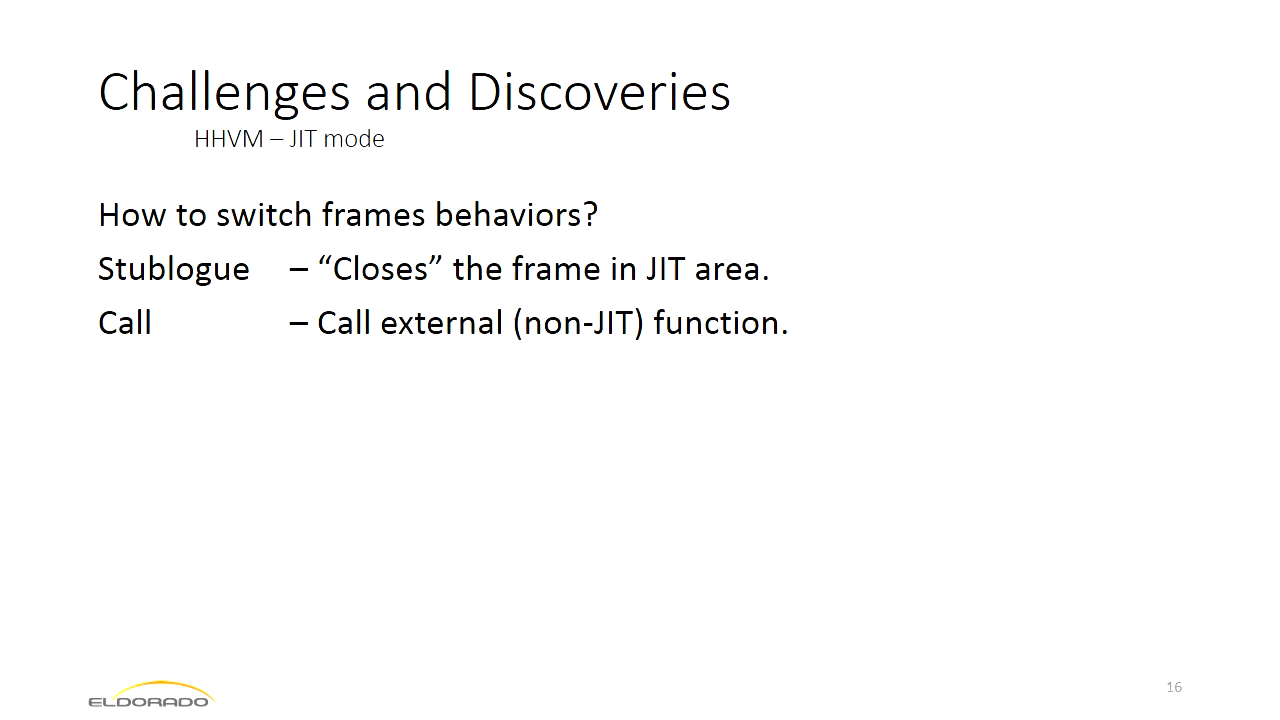 Challenges and Discoveries
HHVM – JIT mode
How to switch frames behaviors?
Stublogue – “Closes” the frame in JIT area.
Call – Call external (non-JIT) function.
ELDORADO
16